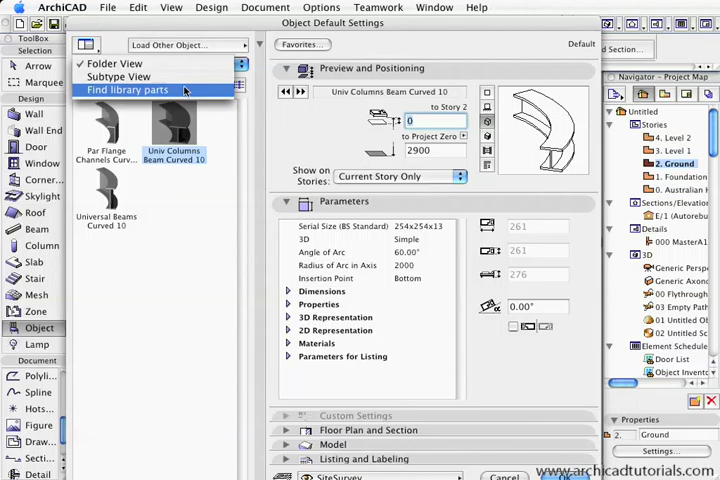 ArchiCAD File Edit View Design Document Options Teamwork Window Help
Object Default Settings
ToolBox
Selection
Arrow
Marquee
Design
Wall
Wall End
Door
Window
Corner...
Skylight
Roof
Beam
Column
Slab
Stair
Mesh
Zone
Object
Lamp
Document
Polyli...
Spline
Hots...
Figure
Draw...
Secti...
Detail
Load Other Object...
Folder View
Subtype View
Find library parts
Par Flange
Channels Curv...
Univ Columns
Beam Curved 10
Universal Beams
Curved 10
Favorites...
Default
Preview and Positioning
Univ Columns Beam Curved 10
to Story 2
0
to Project Zero
2900
Show on
Stories:
Current Story Only
Parameters
Serial Size (BS Standard) 254x254x13
3D Simple
Angle of Arc 60.00°
Radius of Arc in Axis 2000
Insertion Point Bottom
Dimensions
Properties
3D Representation
2D Representation
Materials
Parameters for Listing
261
261
276
0.00°
Custom Settings
Floor Plan and Section
Model
Listing and Labeling
SiteSurvey
Cancel
OK
d Section...
Navigator - Project Map
Untitled
Stories
4. Level 2
3. Level 1
2. Ground
1. Foundation
0. Australian H
Sections/Elevation
E/1 (Autorebu
Details
000 MasterA1
3D
Generic Perspe
Generic Axono
00 Flythrough
03 Empty Path
01 Untitled So
02 Untitled Sc
Element Schedule
Door List
Object Invento
Properties
2. Ground
Settings...
www.archicadtutorials.com